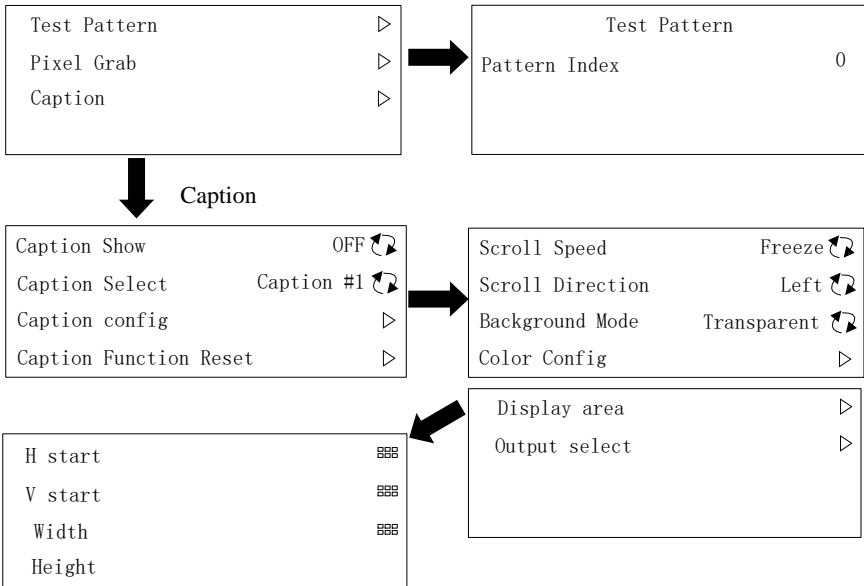 Test Pattern
Pixel Grab
Caption
Test Pattern
Pattern Index 0
Caption
Caption Show OFF
Caption Select Caption #1
Caption config
Caption Function Reset
Scroll Speed Freeze
Scroll Direction Left
Background Mode Transparent
Color Config
Display area
Output select
H start
V start
Width
Height